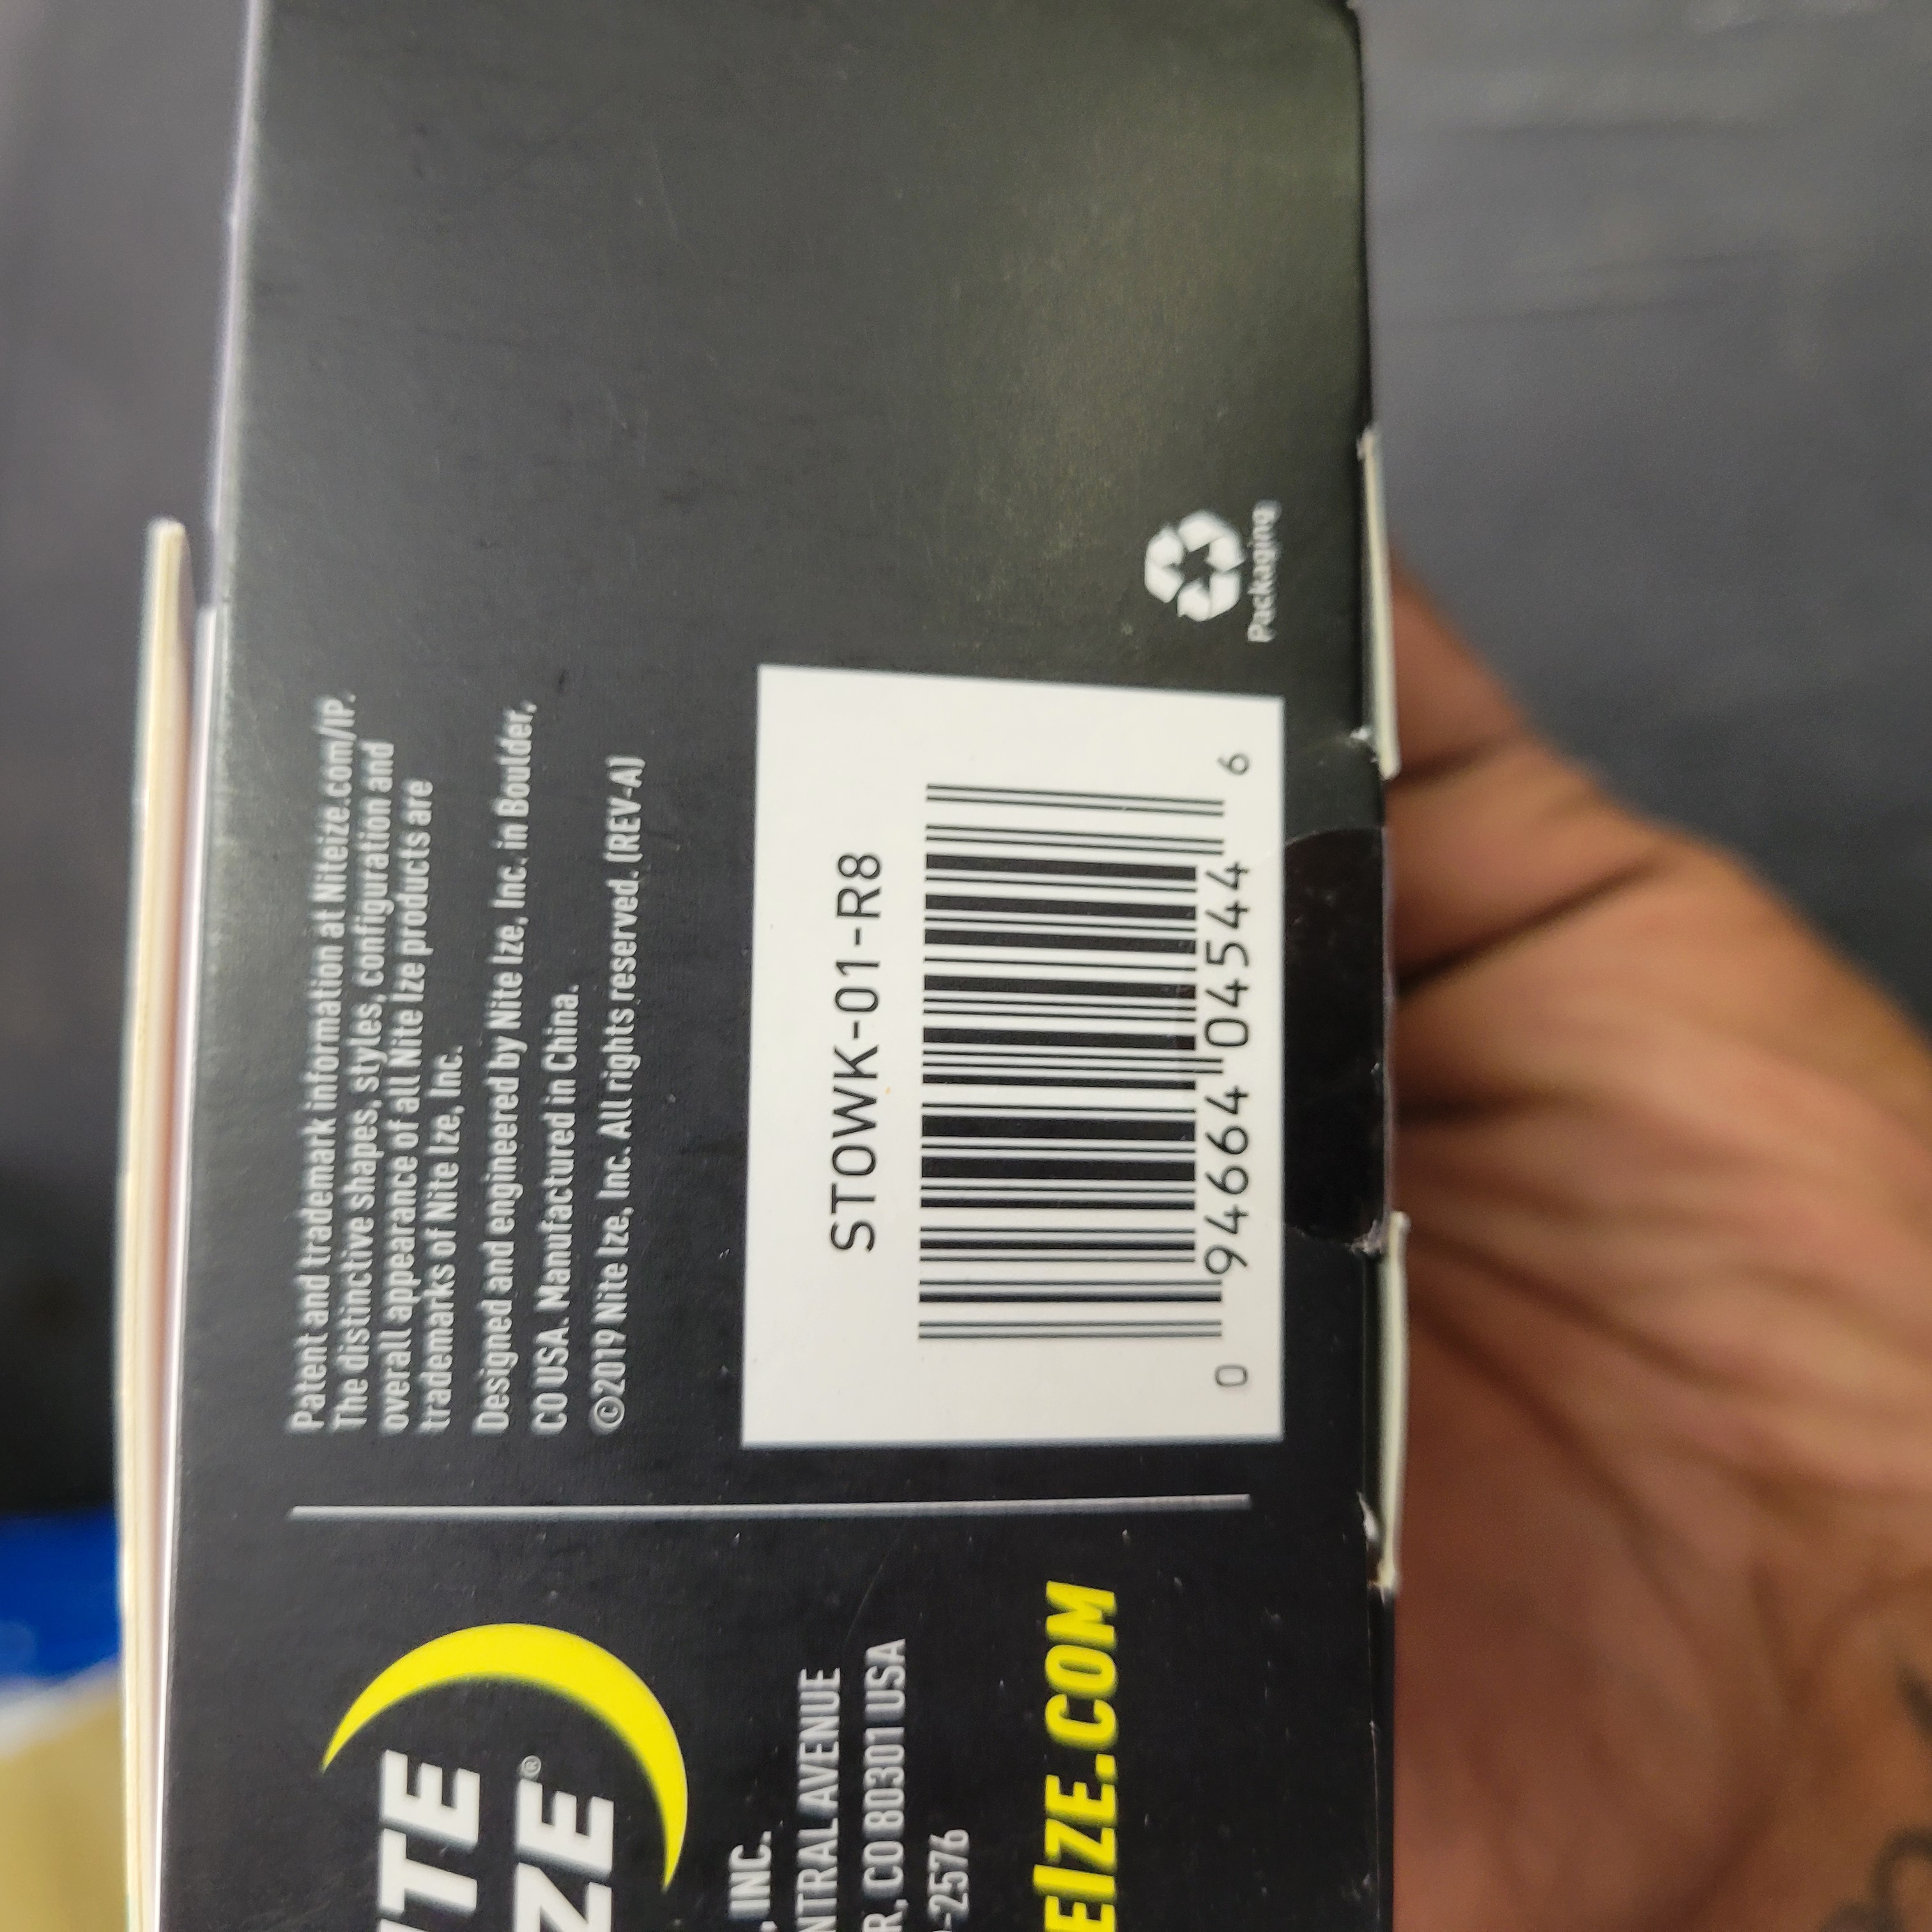 Patent and trademark information at Niteize.com/IP.
The distinctive shapes, styles, configuration and
overall appearance of all Nite Ize products are
trademarks of Nite Ize, Inc.
Designed and engineered by Nite Ize, Inc. in Boulder,
CO USA. Manufactured in China.
©2019 Nite Ize, Inc. All rights reserved. (REV-A)
STOWK-01-R8
0 94664 04544 6
Packaging
ITE
ZE®
, INC.
NTRAL AVENUE
R, CO 80301 USA
-2576
eIZE.COM